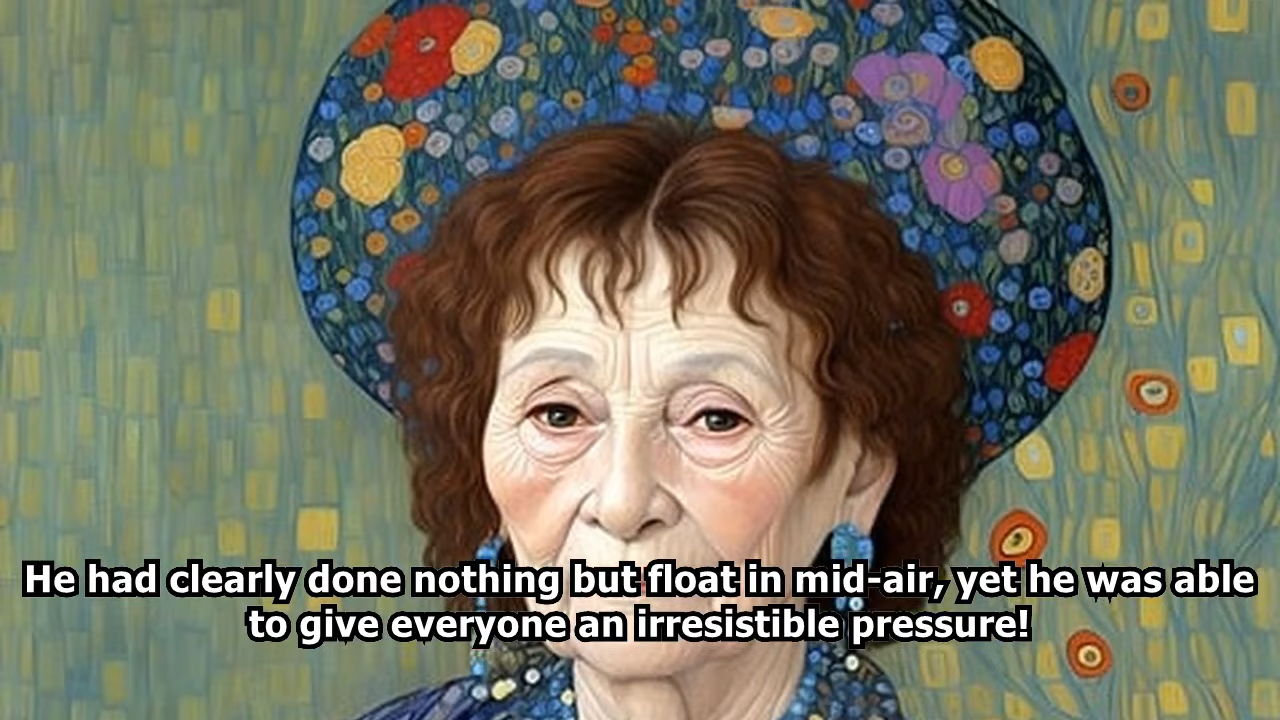 He had clearly done nothing but float in mid-air, yet he was able
to give everyone an irresistible pressure!